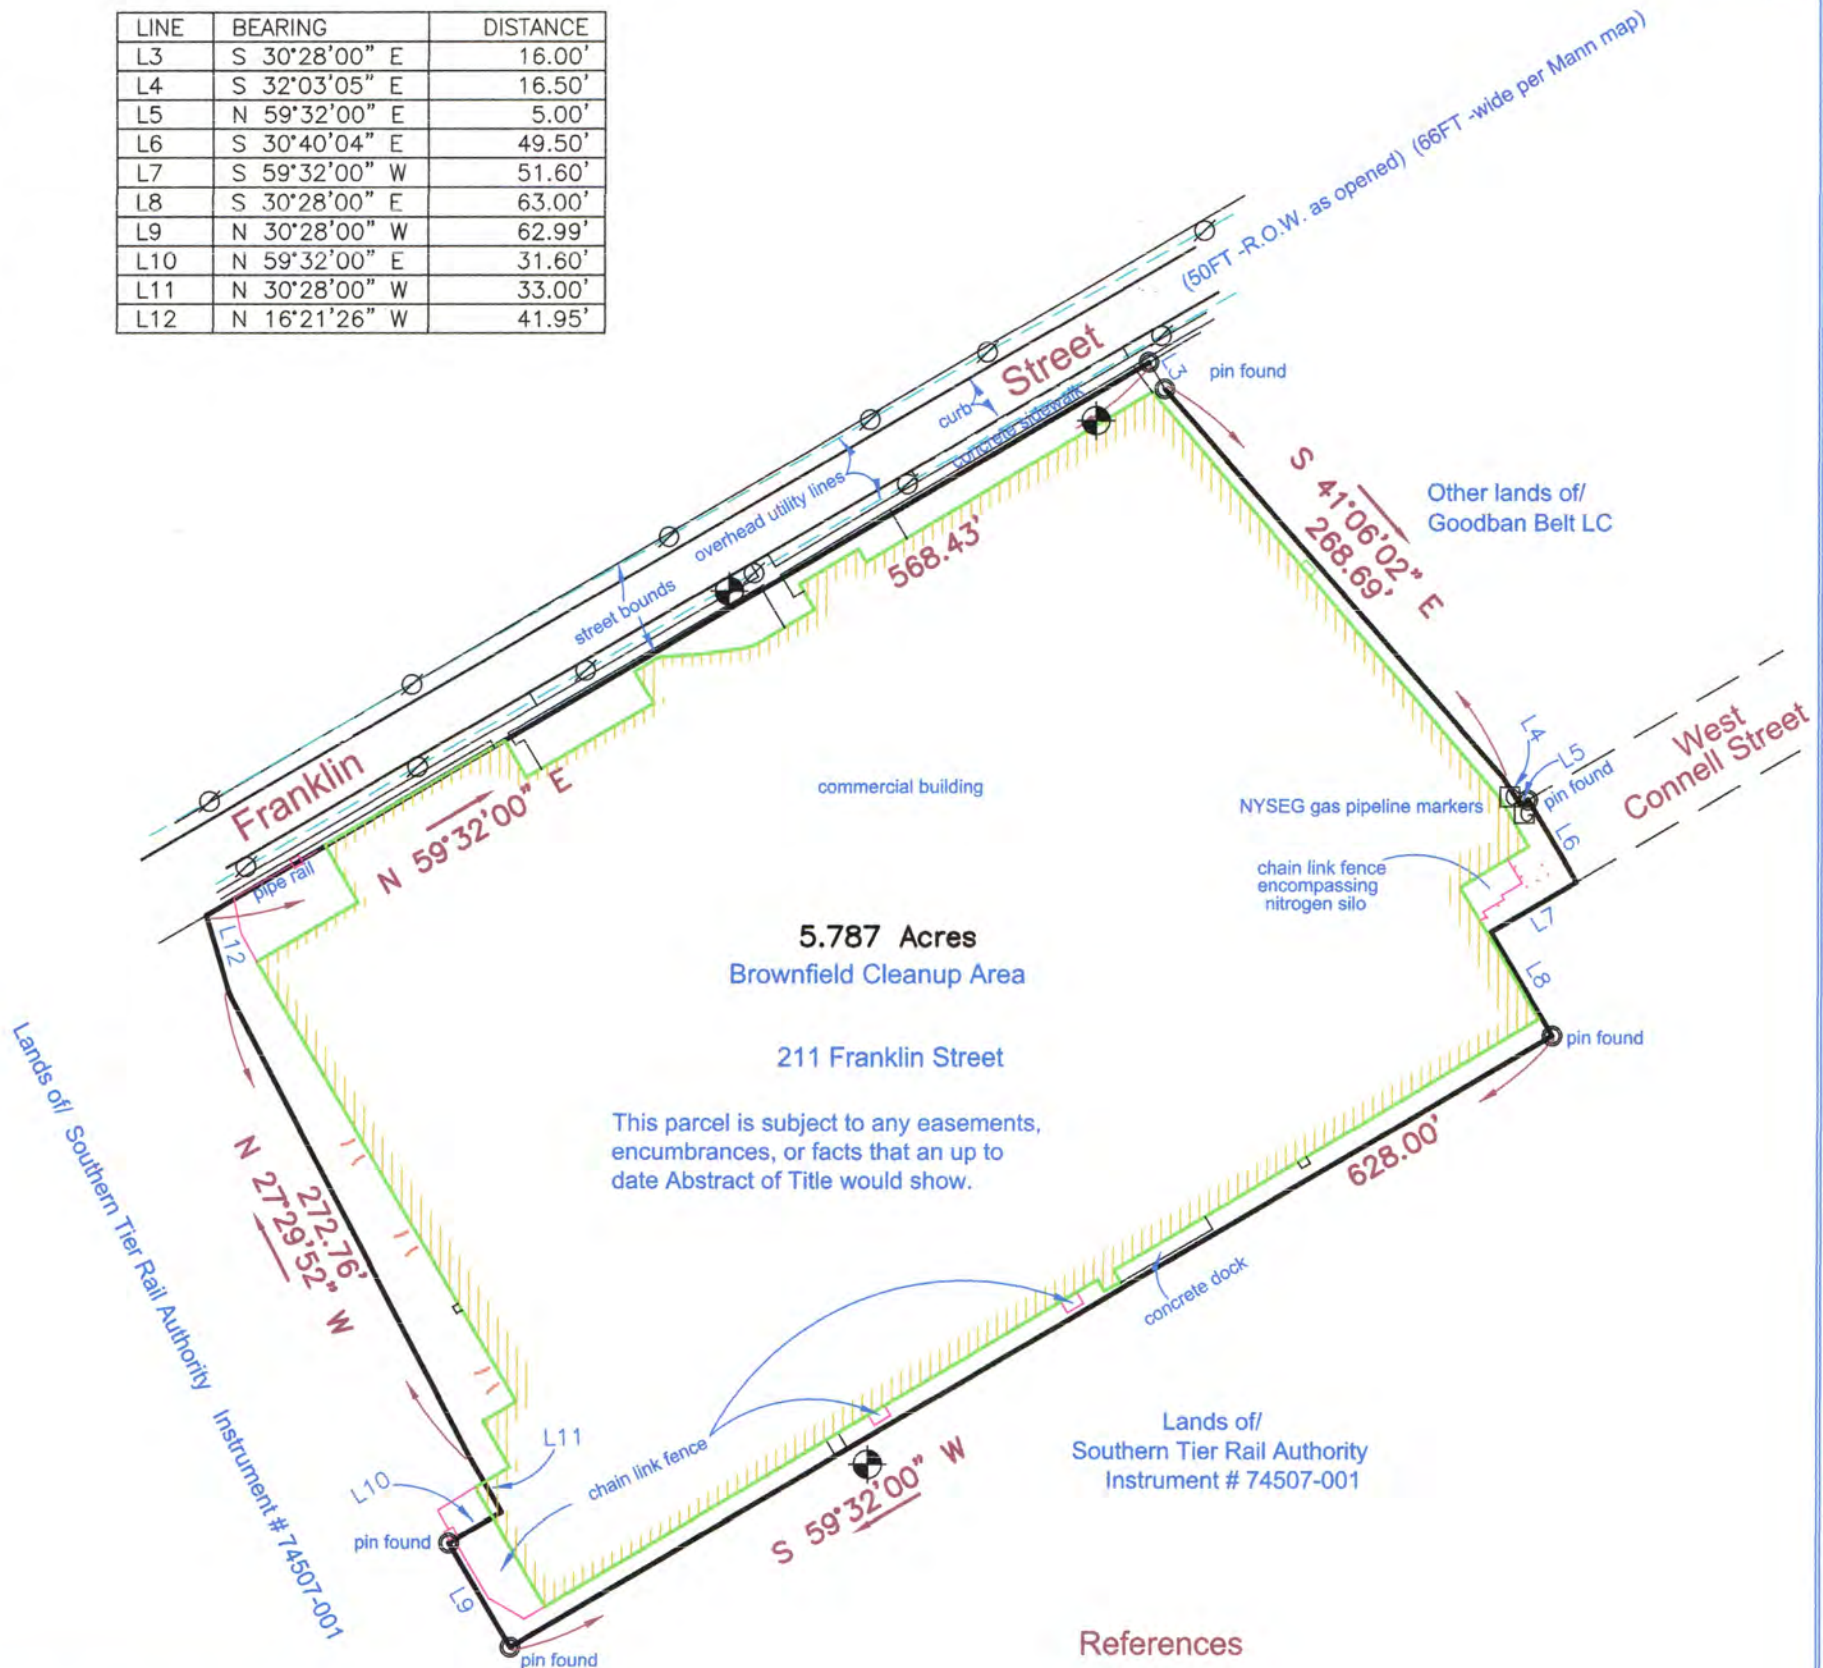 LINE BEARING DISTANCE
L3 S 30°28'00" E 16.00'
L4 S 32°03'05" E 16.50'
L5 N 59°32'00" E 5.00'
L6 S 30°40'04" E 49.50'
L7 S 59°32'00" W 51.60'
L8 S 30°28'00" E 63.00'
L9 N 30°28'00" W 62.99'
L10 N 59°32'00" E 31.60'
L11 N 30°28'00" W 33.00'
L12 N 16°21'26" W 41.95'
(50FT -R.O.W. as opened) (66FT -wide per Mann map)
Franklin Street
curb
concrete sidewalk
overhead utility lines
street bounds
L3
pin found
568.43'
N 59°32'00" E
S 41°06'02" E
268.69'
Other lands of/
Goodban Belt LC
West
Connell Street
L4
L5
pin found
NYSEG gas pipeline markers
L6
chain link fence
encompassing
nitrogen silo
L7
L8
pin found
commercial building
pipe rail
L12
5.787 Acres
Brownfield Cleanup Area
211 Franklin Street
This parcel is subject to any easements,
encumbrances, or facts that an up to
date Abstract of Title would show.
Lands of/ Southern Tier Rail Authority Instrument # 74507-001
272.76'
N 27°29'52" W
628.00'
S 59°32'00" W
concrete dock
chain link fence
L11
L10
pin found
L9
pin found
Lands of/
Southern Tier Rail Authority
Instrument # 74507-001
References